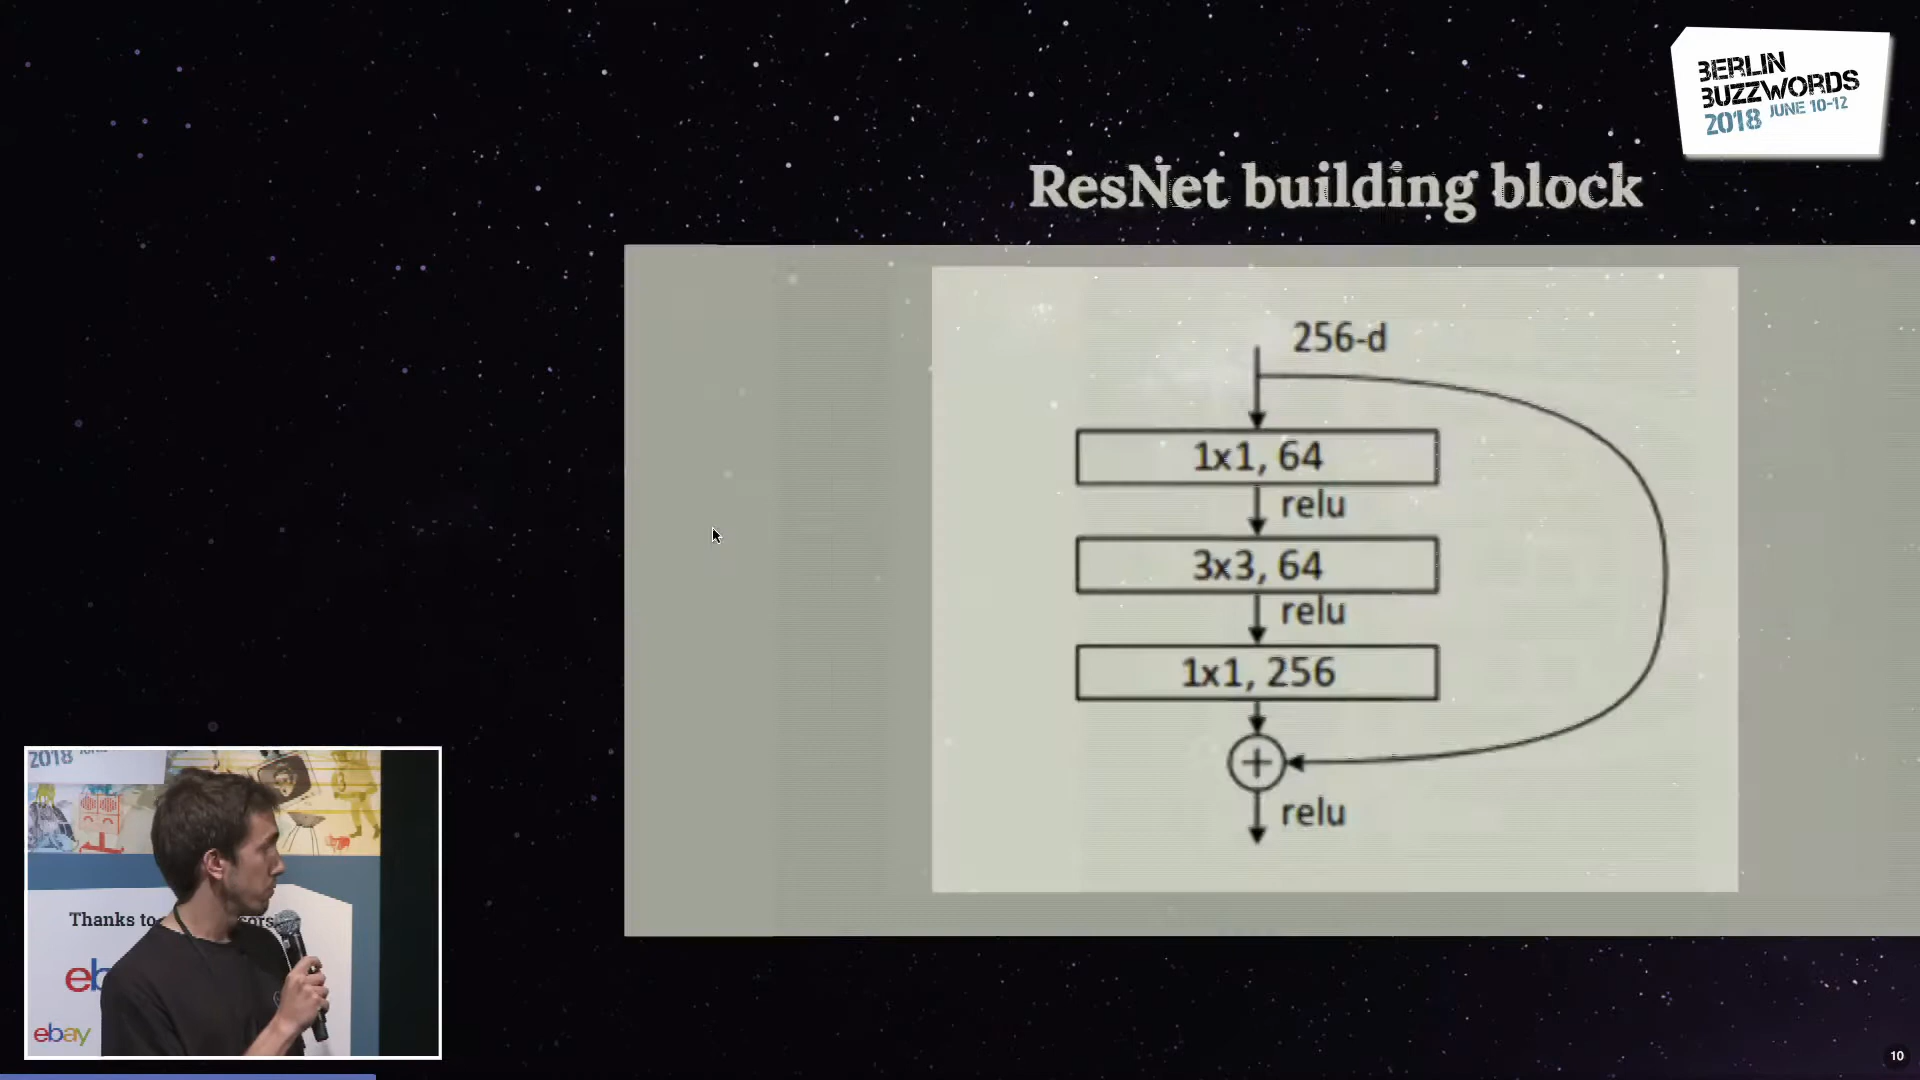 BERLIN
BUZZWORDS
2018 JUNE 10-12
ResNet building block
256-d
1x1, 64
relu
3x3, 64
relu
1x1, 256
+
relu
2018
Thanks to
ebay
10